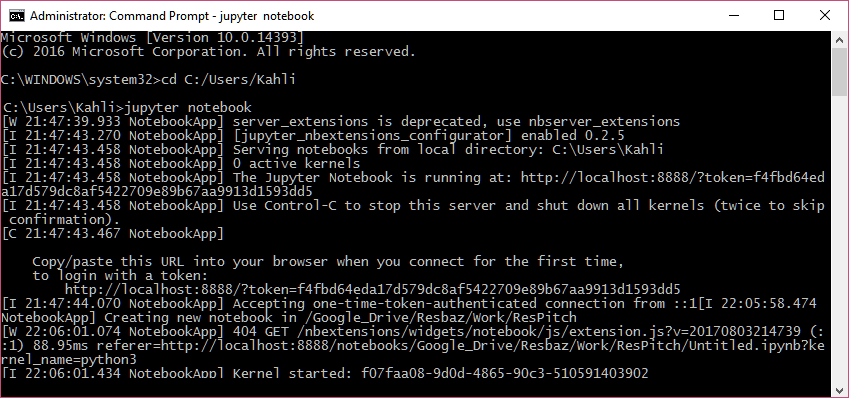 Administrator: Command Prompt - jupyter notebook
Microsoft Windows [Version 10.0.14393]
(c) 2016 Microsoft Corporation. All rights reserved.
C:\WINDOWS\system32>cd C:/Users/Kahli
C:\Users\Kahli>jupyter notebook
[W 21:47:39.933 NotebookApp] server_extensions is deprecated, use nbserver_extensions
[I 21:47:43.270 NotebookApp] [jupyter_nbextensions_configurator] enabled 0.2.5
[I 21:47:43.458 NotebookApp] Serving notebooks from local directory: C:\Users\Kahli
[I 21:47:43.458 NotebookApp] 0 active kernels
[I 21:47:43.458 NotebookApp] The Jupyter Notebook is running at: http://localhost:8888/?token=f4fbd64ed
a17d579dc8af5422709e89b67aa9913d1593dd5
[I 21:47:43.458 NotebookApp] Use Control-C to stop this server and shut down all kernels (twice to skip
confirmation).
[C 21:47:43.467 NotebookApp]
Copy/paste this URL into your browser when you connect for the first time,
to login with a token:
http://localhost:8888/?token=f4fbd64eda17d579dc8af5422709e89b67aa9913d1593dd5
[I 21:47:44.070 NotebookApp] Accepting one-time-token-authenticated connection from ::1[I 22:05:58.474
NotebookApp] Creating new notebook in /Google_Drive/Resbaz/Work/ResPitch
[W 22:06:01.074 NotebookApp] 404 GET /nbextensions/widgets/notebook/js/extension.js?v=20170803214739 (:
:1) 88.95ms referer=http://localhost:8888/notebooks/Google_Drive/Resbaz/Work/ResPitch/Untitled.ipynb?ke
rnel_name=python3
[I 22:06:01.434 NotebookApp] Kernel started: f07faa08-9d0d-4865-90c3-510591403902